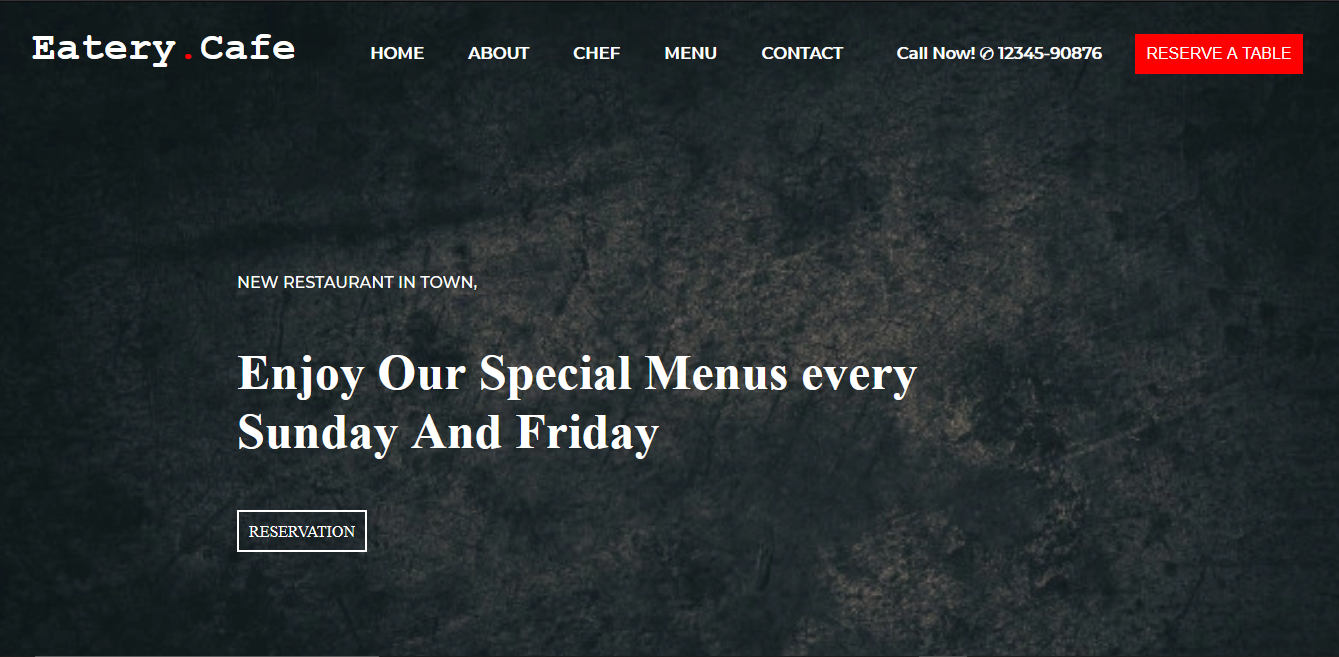 Eatery.Cafe HOME ABOUT CHEF MENU CONTACT Call Now! ✆ 12345-90876 RESERVE A TABLE
NEW RESTAURANT IN TOWN,
Enjoy Our Special Menus every
Sunday And Friday
RESERVATION